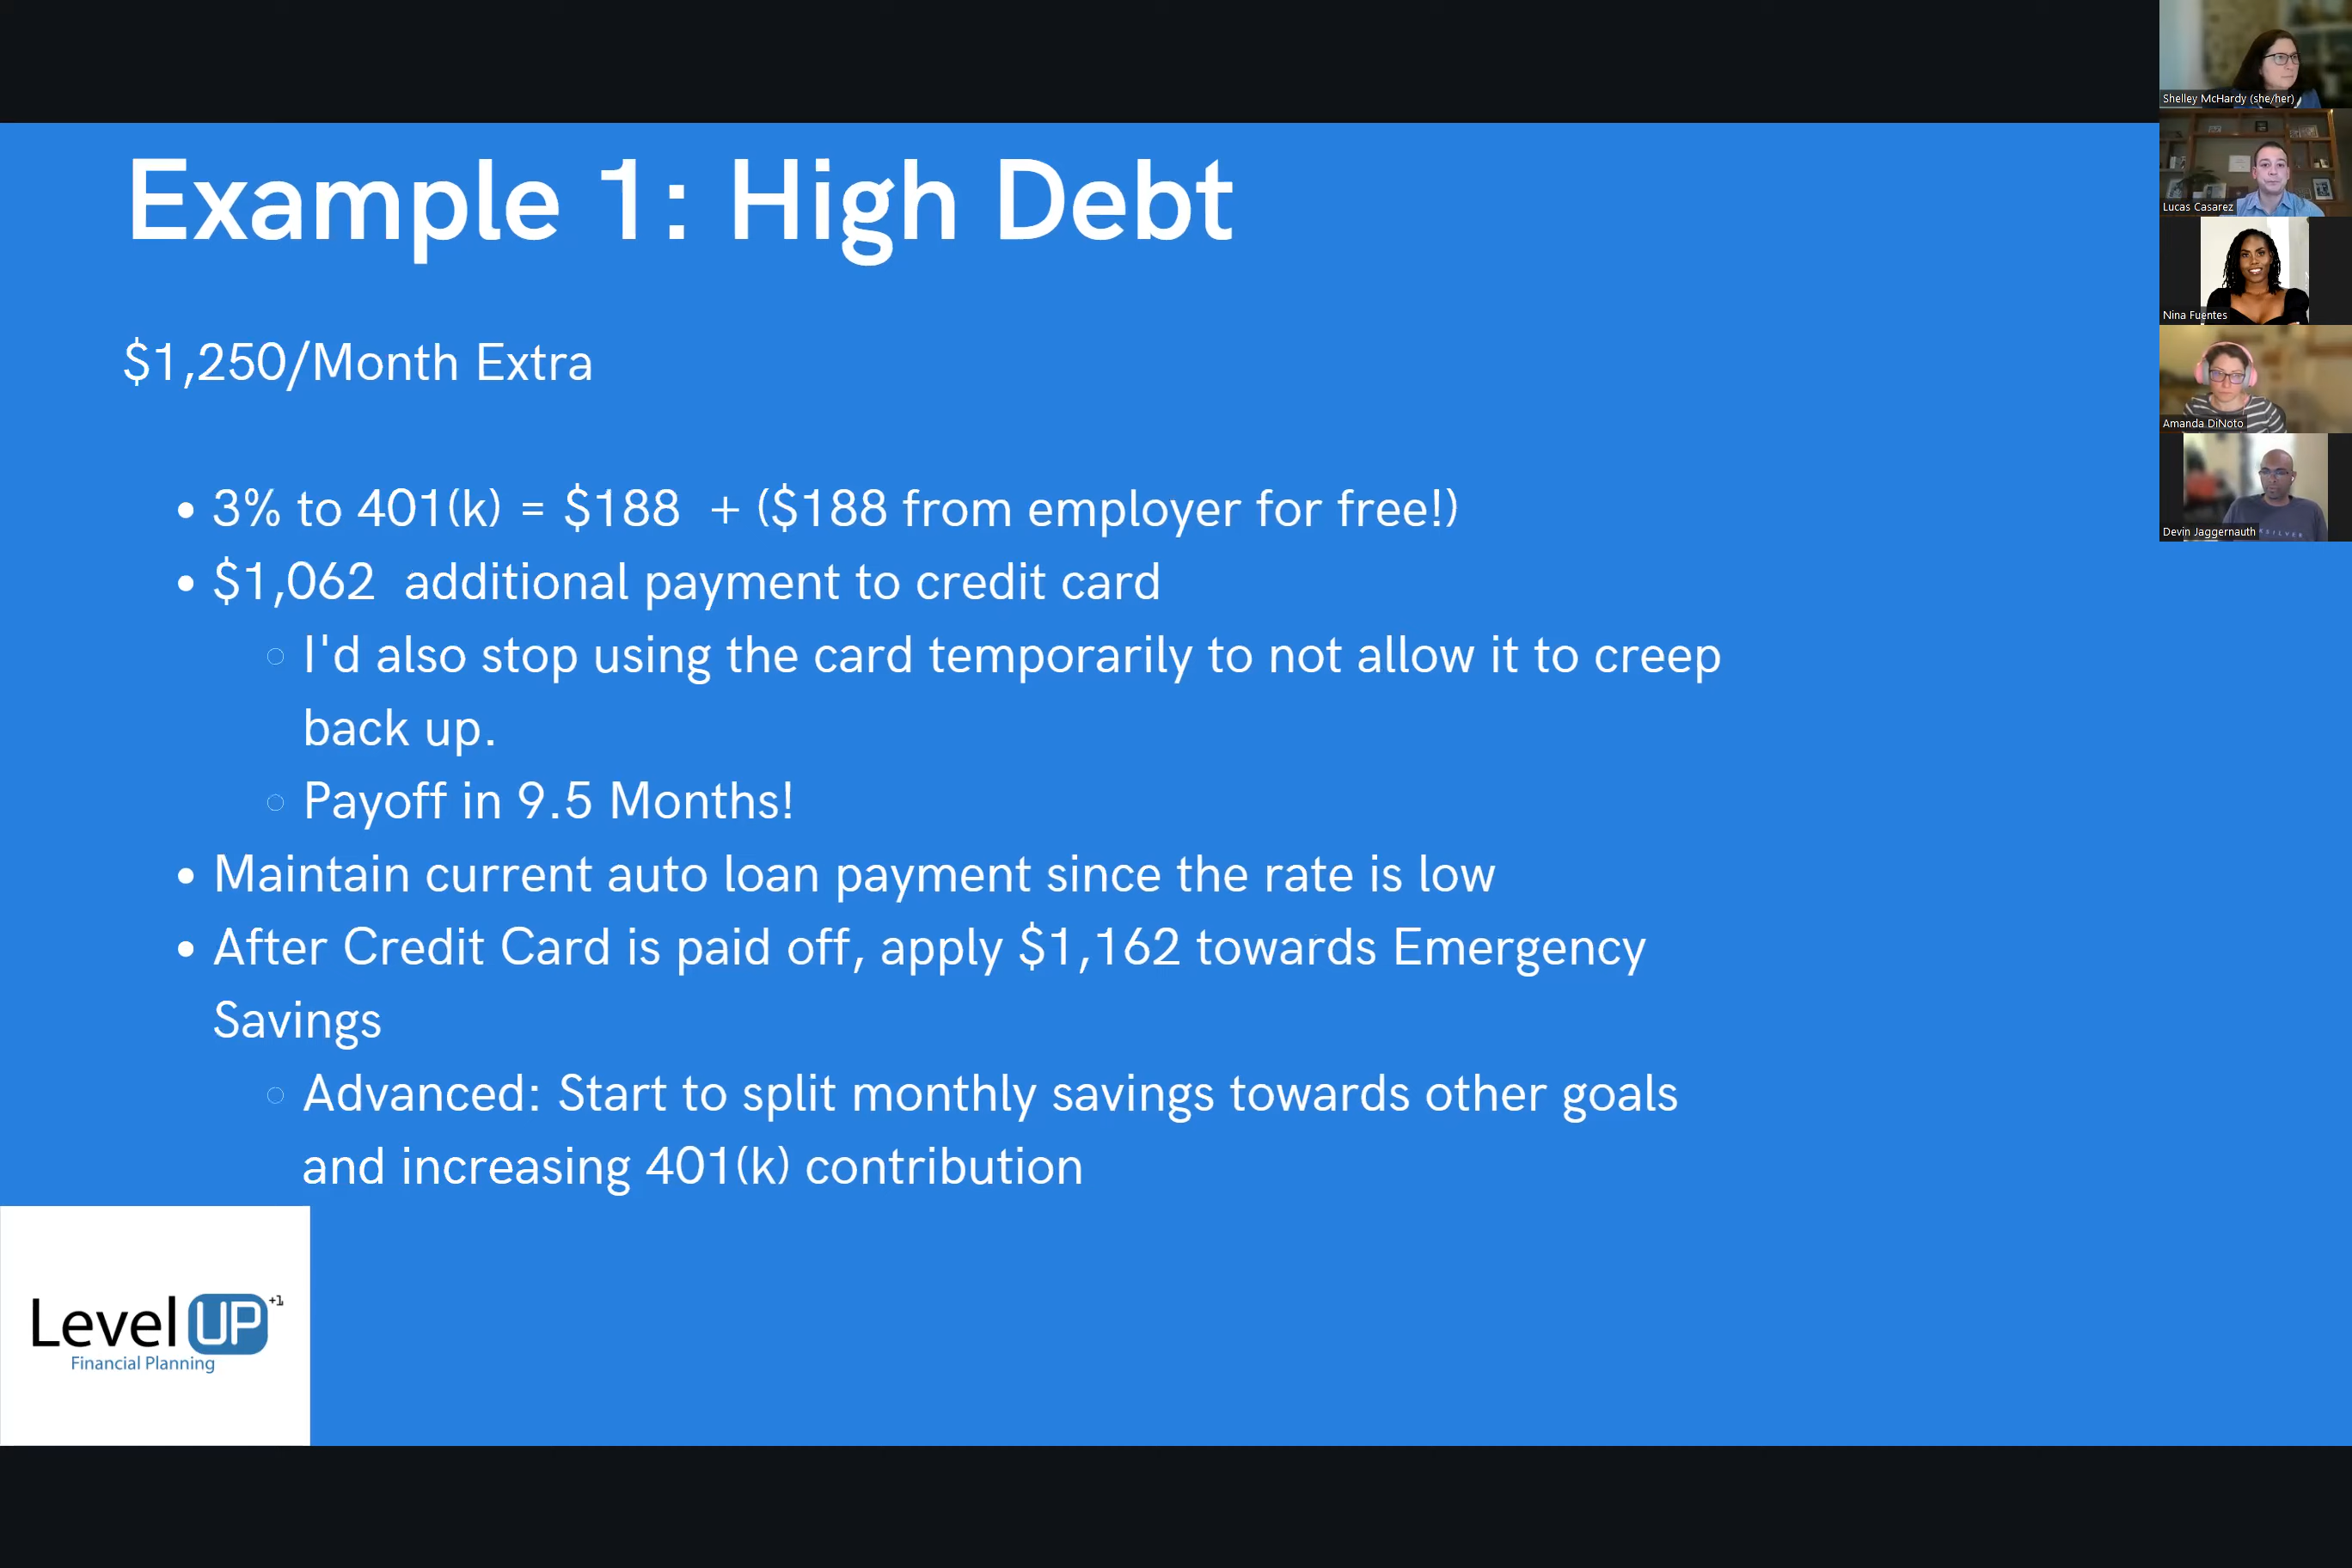 Example 1: High Debt
$1,250/Month Extra
• 3% to 401(k) = $188 + ($188 from employer for free!)
• $1,062 additional payment to credit card
○ I'd also stop using the card temporarily to not allow it to creep
back up.
○ Payoff in 9.5 Months!
• Maintain current auto loan payment since the rate is low
• After Credit Card is paid off, apply $1,162 towards Emergency
Savings
○ Advanced: Start to split monthly savings towards other goals
and increasing 401(k) contribution
Level UP +1
Financial Planning
Shelley McHardy (she/her)
Lucas Casarez
Nina Fuentes
Amanda DiNoto
Devin Jaggernauth